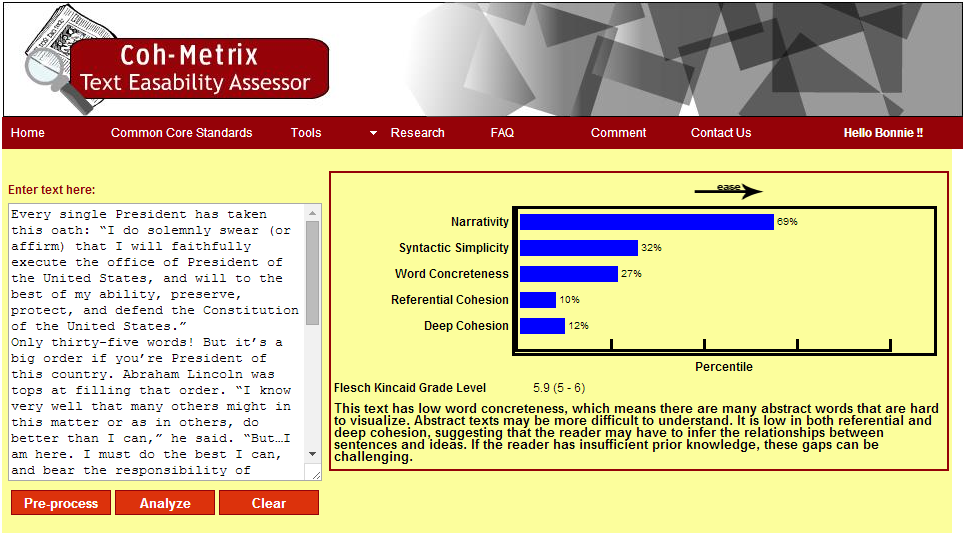 Coh-Metrix
Text Easability Assessor
Home Common Core Standards Tools Research FAQ Comment Contact Us Hello Bonnie !!
Enter text here:
Every single President has taken
this oath: “I do solemnly swear (or
affirm) that I will faithfully
execute the office of President of
the United States, and will to the
best of my ability, preserve,
protect, and defend the Constitution
of the United States.”
Only thirty-five words! But it’s a
big order if you’re President of
this country. Abraham Lincoln was
tops at filling that order. “I know
very well that many others might in
this matter or as in others, do
better than I can,” he said. “But…I
am here. I must do the best I can,
and bear the responsibility of
Pre-process Analyze Clear
ease
Narrativity 69%
Syntactic Simplicity 32%
Word Concreteness 27%
Referential Cohesion 10%
Deep Cohesion 12%
Percentile
Flesch Kincaid Grade Level 5.9 (5 - 6)
This text has low word concreteness, which means there are many abstract words that are hard
to visualize. Abstract texts may be more difficult to understand. It is low in both referential and
deep cohesion, suggesting that the reader may have to infer the relationships between
sentences and ideas. If the reader has insufficient prior knowledge, these gaps can be
challenging.